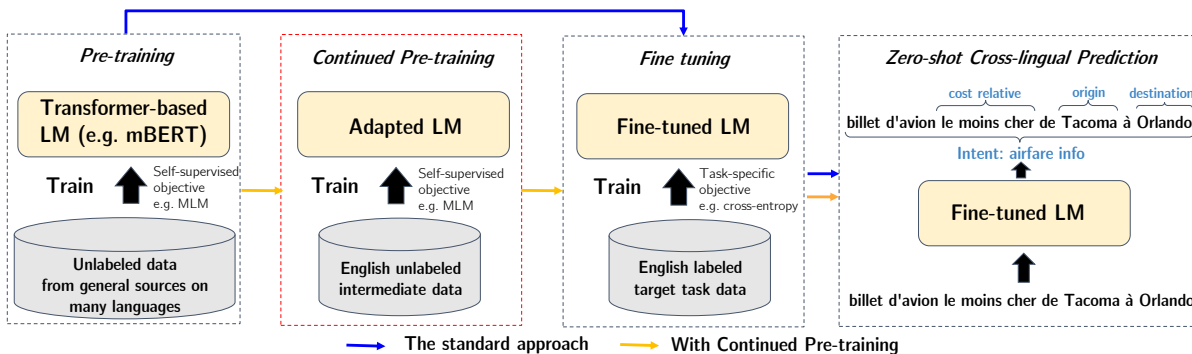 Pre-training
Transformer-based
LM (e.g. mBERT)
Train
Self-supervised
objective
e.g. MLM
Unlabeled data
from general sources on
many languages
Continued Pre-training
Adapted LM
Train
Self-supervised
objective
e.g. MLM
English unlabeled
intermediate data
Fine tuning
Fine-tuned LM
Train
Task-specific
objective
e.g. cross-entropy
English labeled
target task data
Zero-shot Cross-lingual Prediction
cost relative origin destination
billet d'avion le moins cher de Tacoma à Orlando
Intent: airfare info
Fine-tuned LM
billet d'avion le moins cher de Tacoma à Orlando
The standard approach
With Continued Pre-training